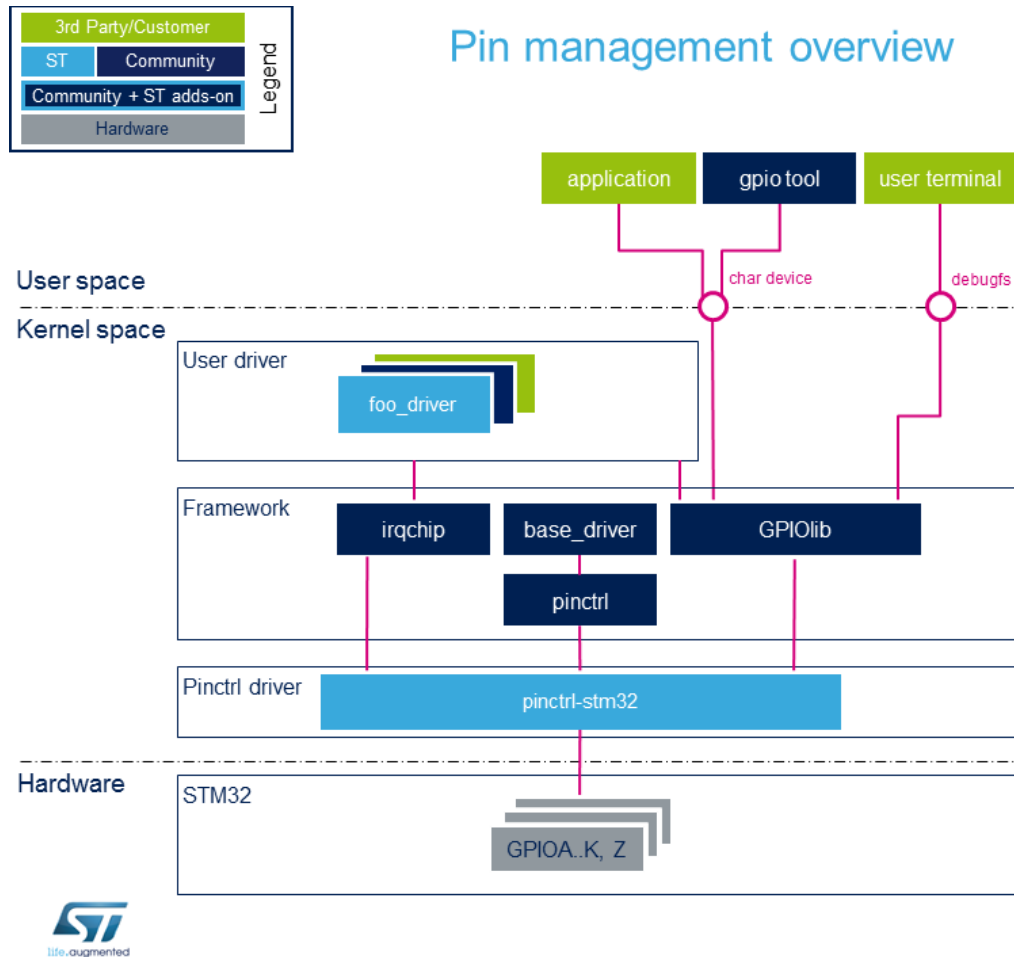 3rd Party/Customer
ST
Community
Community + ST adds-on
Hardware
Legend
Pin management overview
application
gpio tool
user terminal
char device
debugfs
User space
Kernel space
User driver
foo_driver
Framework
irqchip
base_driver
GPIOlib
pinctrl
Pinctrl driver
pinctrl-stm32
Hardware
STM32
GPIOA..K, Z
ST
life.augmented